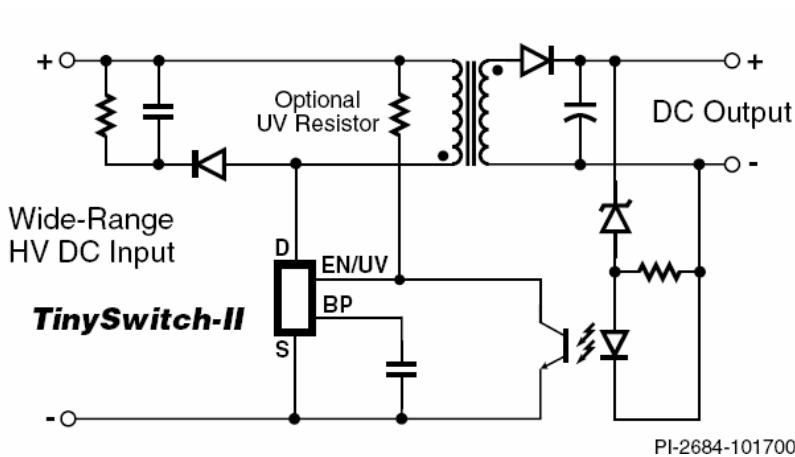 +
+
Optional
UV Resistor
DC Output
-
Wide-Range
HV DC Input
D
EN/UV
BP
TinySwitch-II
S
-
PI-2684-101700